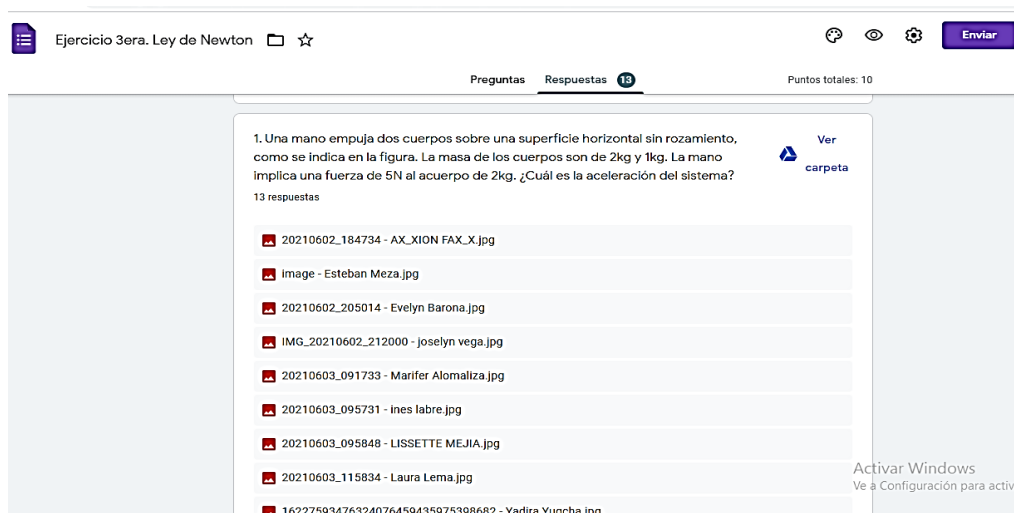 Ejercicio 3era. Ley de Newton
Enviar
Preguntas
Respuestas 13
Puntos totales: 10
1. Una mano empuja dos cuerpos sobre una superficie horizontal sin rozamiento,
como se indica en la figura. La masa de los cuerpos son de 2kg y 1kg. La mano
implica una fuerza de 5N al acuerpo de 2kg. ¿Cuál es la aceleración del sistema?
Ver
carpeta
13 respuestas
20210602_184734 - AX_XION FAX_X.jpg
image - Esteban Meza.jpg
20210602_205014 - Evelyn Barona.jpg
IMG_20210602_212000 - joselyn vega.jpg
20210603_091733 - Marifer Alomaliza.jpg
20210603_095731 - ines labre.jpg
20210603_095848 - LISSETTE MEJIA.jpg
20210603_115834 - Laura Lema.jpg
16227593476324076459435975398682 - Yadira Yugcha.jpg
Activar Windows
Ve a Configuración para activ